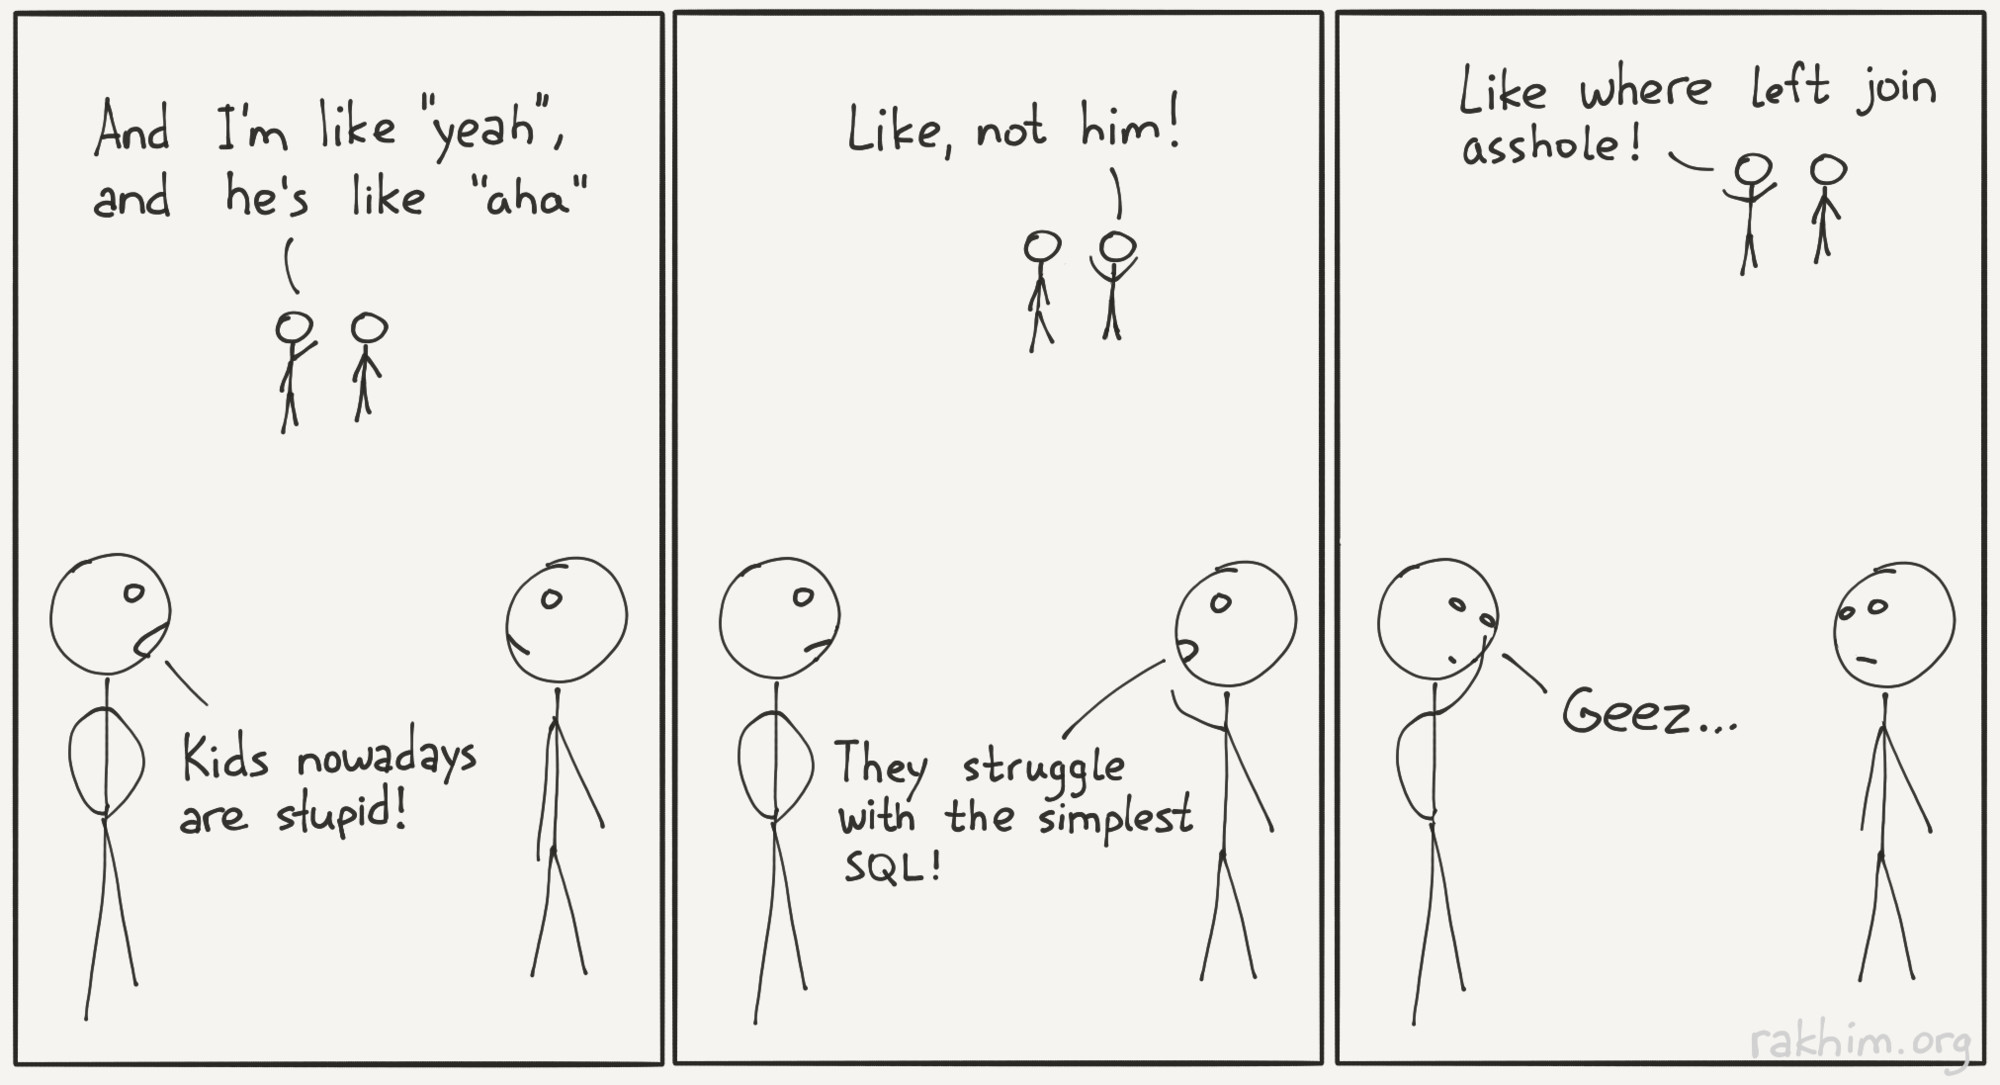 And I'm like "yeah",
and he's like "aha"
Kids nowadays
are stupid!
Like, not him!
They struggle
with the simplest
SQL!
Like where left join
asshole!
Geez...
rakhim.org